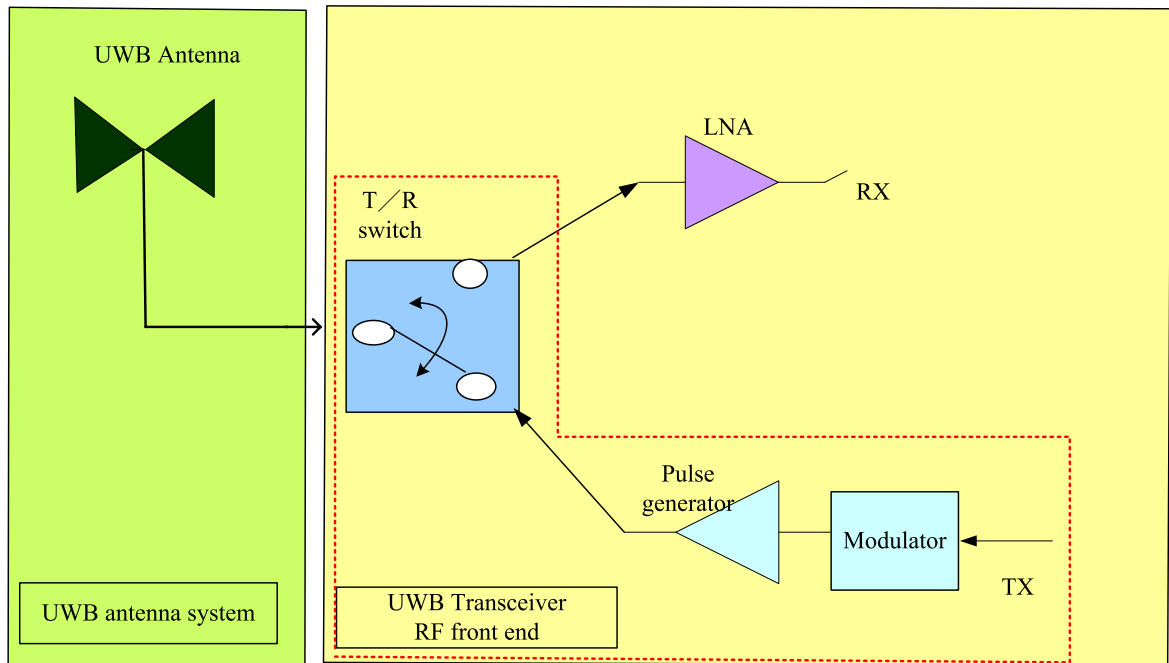 UWB Antenna
UWB antenna system
T／R
switch
LNA
RX
Pulse
generator
Modulator
TX
UWB Transceiver
RF front end